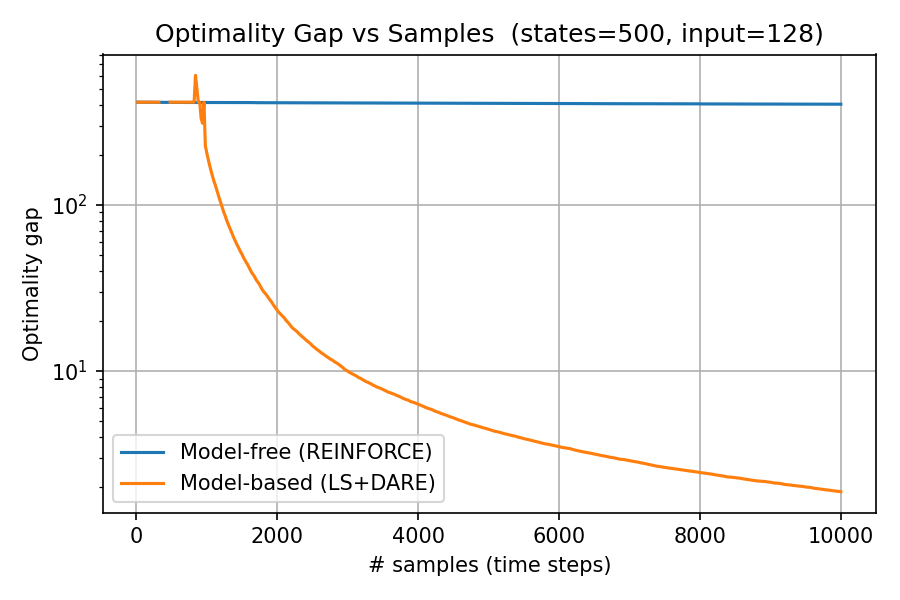 Optimality Gap vs Samples  (states=500, input=128)
Optimality gap
10²
10¹
Model-free (REINFORCE)
Model-based (LS+DARE)
0 2000 4000 6000 8000 10000
# samples (time steps)